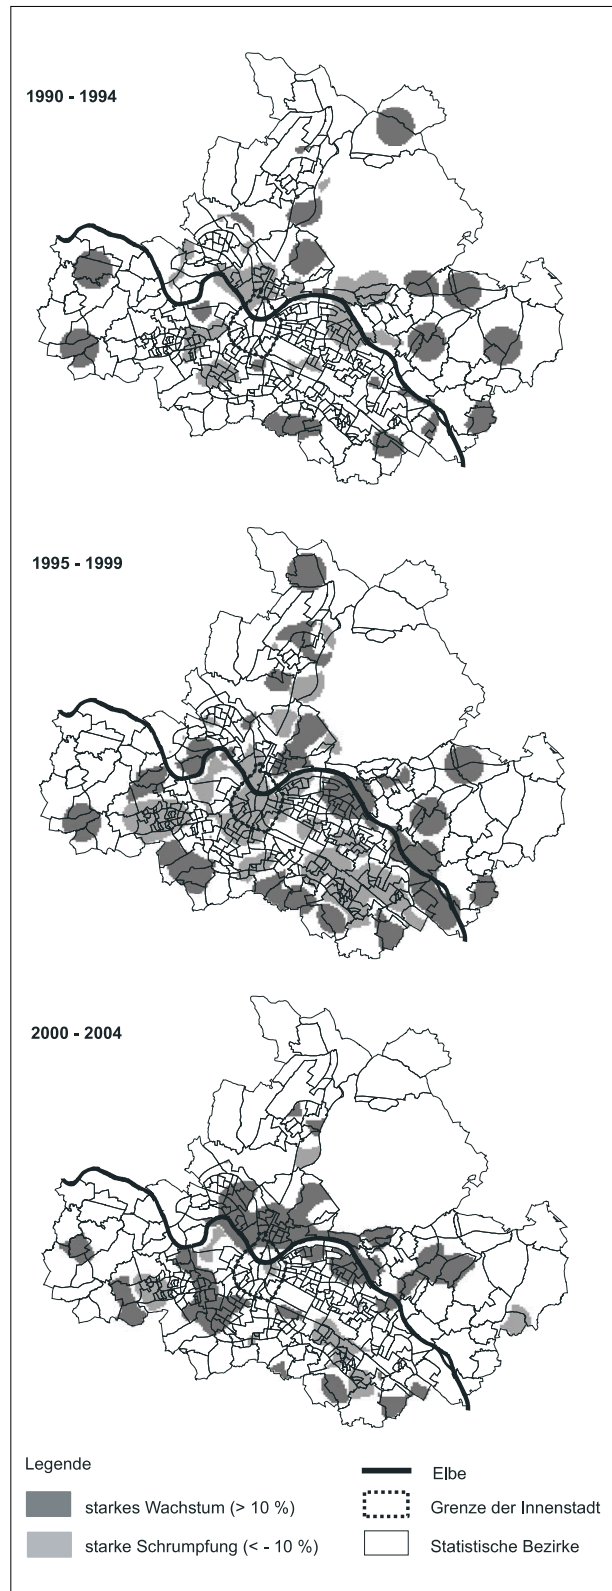 1990 - 1994
1995 - 1999
2000 - 2004
Legende
starkes Wachstum (> 10 %)
starke Schrumpfung (< - 10 %)
Elbe
Grenze der Innenstadt
Statistische Bezirke